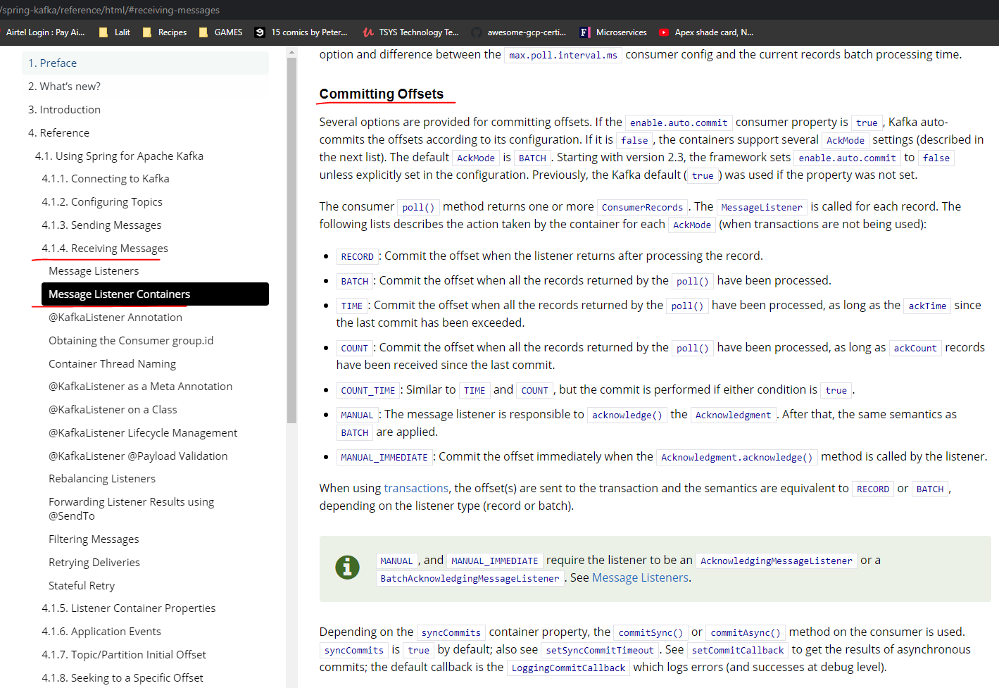 /spring-kafka/reference/html/#receiving-messages
Airtel Login : Pay Ai...
Lalit
Recipes
GAMES
15 comics by Peter...
TSYS Technology Te...
awesome-gcp-certi...
Microservices
Apex shade card, N...
1. Preface
2. What's new?
3. Introduction
4. Reference
4.1. Using Spring for Apache Kafka
4.1.1. Connecting to Kafka
4.1.2. Configuring Topics
4.1.3. Sending Messages
4.1.4. Receiving Messages
Message Listeners
Message Listener Containers
@KafkaListener Annotation
Obtaining the Consumer group.id
Container Thread Naming
@KafkaListener as a Meta Annotation
@KafkaListener on a Class
@KafkaListener Lifecycle Management
@KafkaListener @Payload Validation
Rebalancing Listeners
Forwarding Listener Results using
@SendTo
Filtering Messages
Retrying Deliveries
Stateful Retry
4.1.5. Listener Container Properties
4.1.6. Application Events
4.1.7. Topic/Partition Initial Offset
4.1.8. Seeking to a Specific Offset
option and difference between the max.poll.interval.ms consumer config and the current records batch processing time.
Committing Offsets
Several options are provided for committing offsets. If the enable.auto.commit consumer property is true, Kafka auto-
commits the offsets according to its configuration. If it is false, the containers support several AckMode settings (described in
the next list). The default AckMode is BATCH. Starting with version 2.3, the framework sets enable.auto.commit to false
unless explicitly set in the configuration. Previously, the Kafka default (true) was used if the property was not set.
The consumer poll() method returns one or more ConsumerRecords. The MessageListener is called for each record. The
following lists describes the action taken by the container for each AckMode (when transactions are not being used):
• RECORD: Commit the offset when the listener returns after processing the record.
• BATCH: Commit the offset when all the records returned by the poll() have been processed.
• TIME: Commit the offset when all the records returned by the poll() have been processed, as long as the ackTime since
the last commit has been exceeded.
• COUNT: Commit the offset when all the records returned by the poll() have been processed, as long as ackCount records
have been received since the last commit.
• COUNT_TIME: Similar to TIME and COUNT, but the commit is performed if either condition is true.
• MANUAL: The message listener is responsible to acknowledge() the Acknowledgment. After that, the same semantics as
BATCH are applied.
• MANUAL_IMMEDIATE: Commit the offset immediately when the Acknowledgment.acknowledge() method is called by the listener.
When using transactions, the offset(s) are sent to the transaction and the semantics are equivalent to RECORD or BATCH,
depending on the listener type (record or batch).
MANUAL, and MANUAL_IMMEDIATE require the listener to be an AcknowledgingMessageListener or a
BatchAcknowledgingMessageListener. See Message Listeners.
Depending on the syncCommits container property, the commitSync() or commitAsync() method on the consumer is used.
syncCommits is true by default; also see setSyncCommitTimeout. See setCommitCallback to get the results of asynchronous
commits; the default callback is the LoggingCommitCallback which logs errors (and successes at debug level).